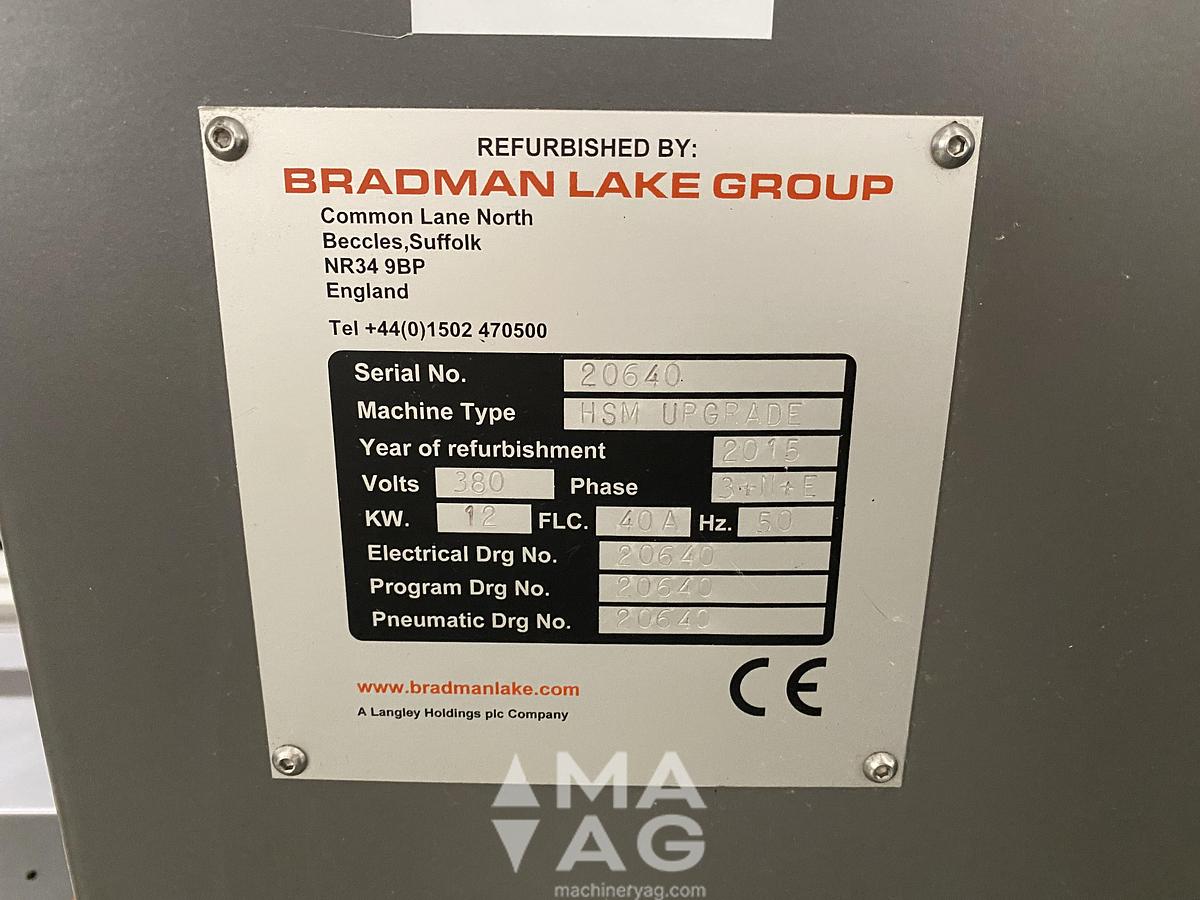 REFURBISHED BY:
BRADMAN LAKE GROUP
Common Lane North
Beccles,Suffolk
NR34 9BP
England
Tel +44(0)1502 470500
Serial No. 20640
Machine Type HSM UPGRADE
Year of refurbishment 2015
Volts 380 Phase 3+N+E
KW. 12 FLC. 40A Hz. 50
Electrical Drg No. 20640
Program Drg No. 20640
Pneumatic Drg No. 20640
www.bradmanlake.com
A Langley Holdings plc Company
CE
MA
AG
machineryag.com